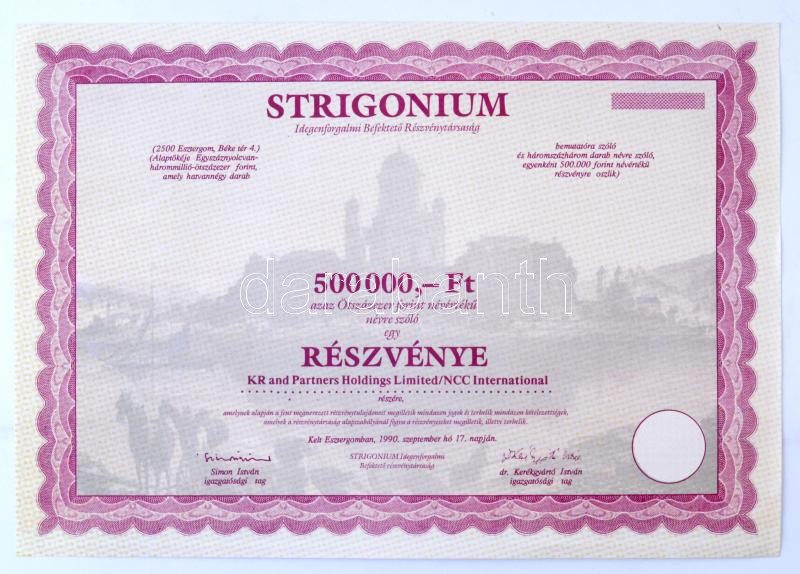 STRIGONIUM
Idegenforgalmi Befektető Részvénytársaság
(2500 Esztergom, Béke tér 4.)
(Alaptőkéje Egyszáznyolcvan-
hárommillió-ötszázezer forint,
amely hatvannégy darab
bemutatóra szóló
és háromszázhárom darab névre szóló,
egyenként 500.000 forint névértékű
részvényre oszlik)
500 000,– Ft
azaz Ötszázezer forint névértékű
névre szóló
egy
darabanth
RÉSZVÉNYE
KR and Partners Holdings Limited/NCC International
részére,
amelynek alapján a fent megnevezett részvénytulajdonost megilletik mindazon jogok és terhelik mindazon kötelezettségek,
amelyek a részvénytársaság alapszabályánál fogva a részvényeseket megilletik, illetve terhelik.
Kelt Esztergomban, 1990. szeptember hó 17. napján.
STRIGONIUM Idegenforgalmi
Befektető részvénytársaság
Simon István
igazgatósági tag
dr. Kerékgyártó István
igazgatósági tag